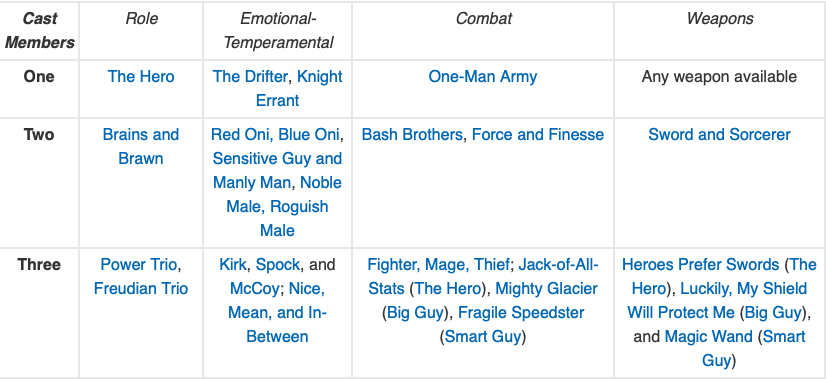 Cast Members | Role | Emotional-Temperamental | Combat | Weapons
One | The Hero | The Drifter, Knight Errant | One-Man Army | Any weapon available
Two | Brains and Brawn | Red Oni, Blue Oni, Sensitive Guy and Manly Man, Noble Male, Roguish Male | Bash Brothers, Force and Finesse | Sword and Sorcerer
Three | Power Trio, Freudian Trio | Kirk, Spock, and McCoy; Nice, Mean, and In-Between | Fighter, Mage, Thief; Jack-of-All-Stats (The Hero), Mighty Glacier (Big Guy), Fragile Speedster (Smart Guy) | Heroes Prefer Swords (The Hero), Luckily, My Shield Will Protect Me (Big Guy), and Magic Wand (Smart Guy)